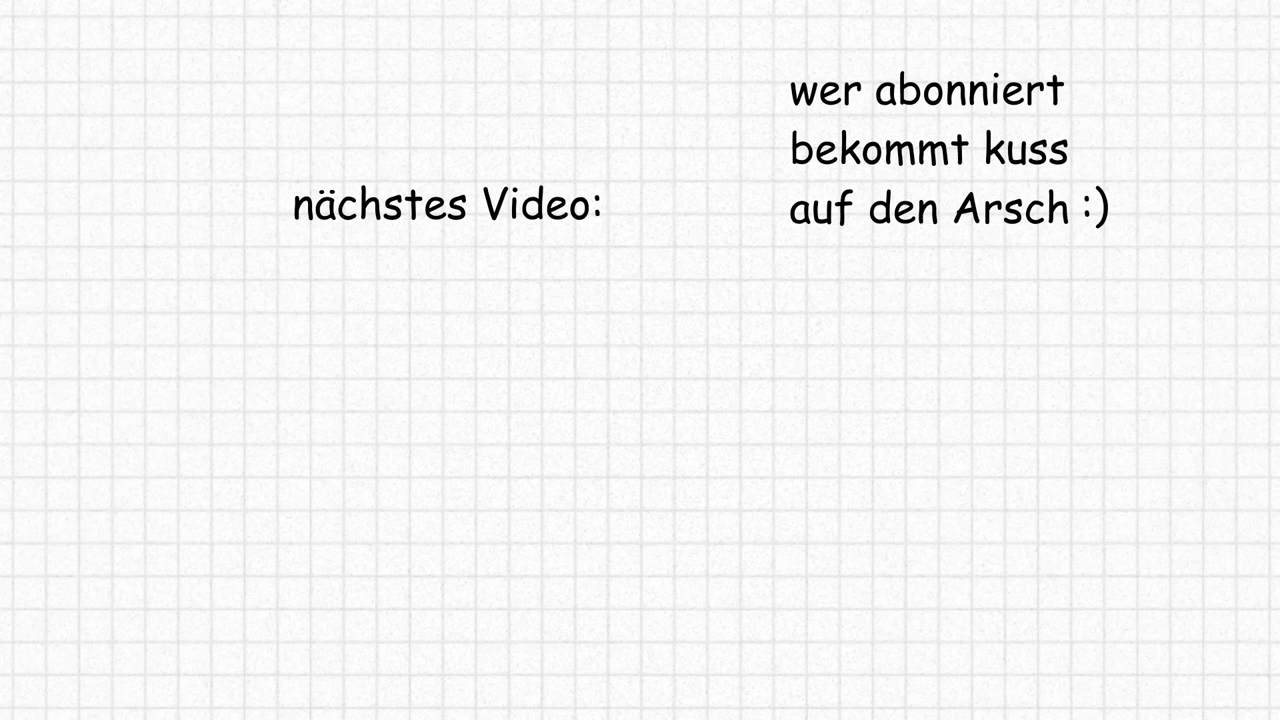 nächstes Video:
wer abonniert
bekommt kuss
auf den Arsch :)